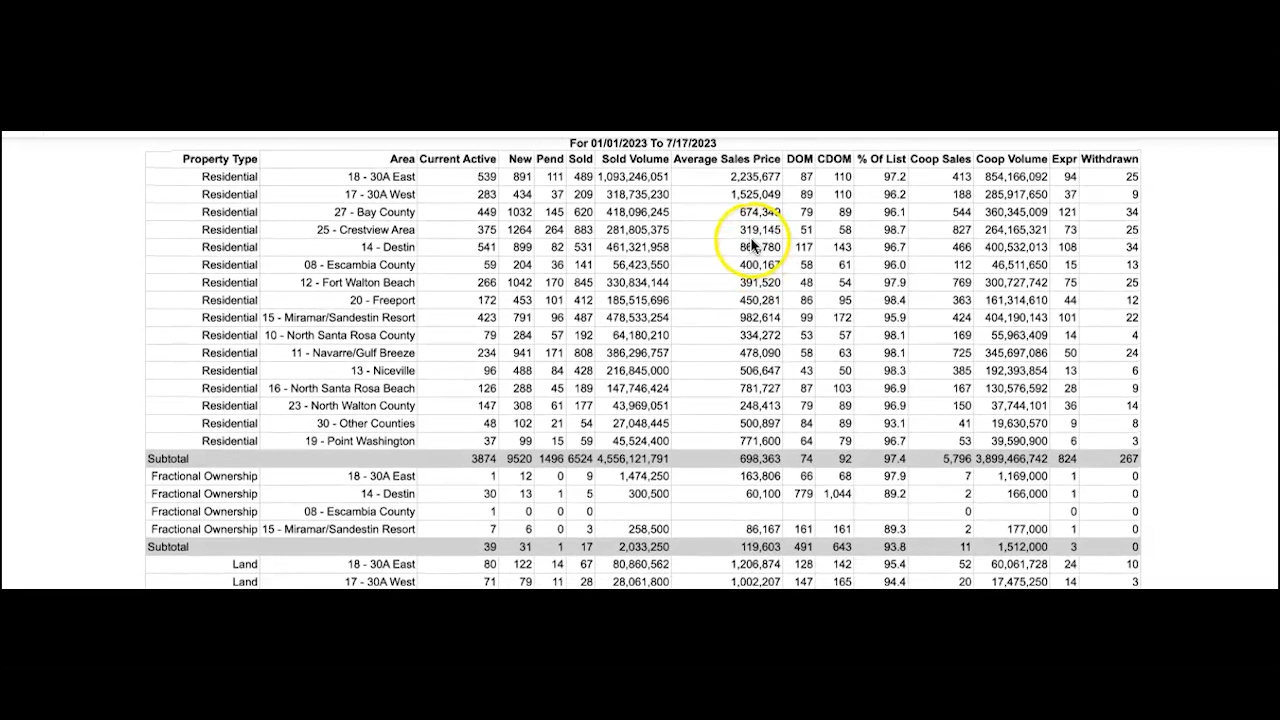 For 01/01/2023 To 7/17/2023
Property Type Area Current Active New Pend Sold Sold Volume Average Sales Price DOM CDOM % Of List Coop Sales Coop Volume Expr Withdrawn
Residential 18 - 30A East 539 891 111 489 1,093,246,051 2,235,677 87 110 97.2 413 854,166,092 94 25
Residential 17 - 30A West 283 434 37 209 318,735,230 1,525,049 89 110 96.2 188 285,917,650 37 9
Residential 27 - Bay County 449 1032 145 620 418,096,245 674,349 79 89 96.1 544 360,345,009 121 34
Residential 25 - Crestview Area 375 1264 264 883 281,805,375 319,145 51 58 98.7 827 264,165,321 73 25
Residential 14 - Destin 541 899 82 531 461,321,958 117 143 96.7 466 400,532,013 108 34
Residential 08 - Escambia County 59 204 36 141 56,423,550 400,167 58 61 96.0 112 46,511,650 15 13
Residential 12 - Fort Walton Beach 266 1042 170 845 330,834,144 391,520 48 54 97.9 769 300,727,742 75 25
Residential 20 - Freeport 172 453 101 412 185,515,696 450,281 86 95 98.4 363 161,314,610 44 12
Residential 15 - Miramar/Sandestin Resort 423 791 96 487 478,533,254 982,614 99 172 95.9 424 404,190,143 101 22
Residential 10 - North Santa Rosa County 79 284 57 192 64,180,210 334,272 53 57 98.1 169 55,963,409 14 4
Residential 11 - Navarre/Gulf Breeze 234 941 171 808 386,296,757 478,090 58 63 98.1 725 345,697,086 50 24
Residential 13 - Niceville 96 488 84 428 216,845,000 506,647 43 50 98.3 385 192,393,854 13 6
Residential 16 - North Santa Rosa Beach 126 288 45 189 147,746,424 781,727 87 103 96.9 167 130,576,592 28 9
Residential 23 - North Walton County 147 308 61 177 43,969,051 248,413 79 89 96.9 150 37,744,101 36 14
Residential 30 - Other Counties 48 102 21 54 27,048,445 500,897 84 89 93.1 41 19,630,570 9 8
Residential 19 - Point Washington 37 99 15 59 45,524,400 771,600 64 79 96.7 53 39,590,900 6 3
Subtotal 3874 9520 1496 6524 4,556,121,791 698,363 74 92 97.4 5,796 3,899,466,742 824 267
Fractional Ownership 18 - 30A East 1 12 0 9 1,474,250 163,806 66 68 97.9 7 1,169,000 1 0
Fractional Ownership 14 - Destin 30 13 1 5 300,500 60,100 779 1,044 89.2 2 166,000 1 0
Fractional Ownership 08 - Escambia County 1 0 0 0 0 0 0
Fractional Ownership 15 - Miramar/Sandestin Resort 7 6 0 3 258,500 86,167 161 161 89.3 2 177,000 1 0
Subtotal 39 31 1 17 2,033,250 119,603 491 643 93.8 11 1,512,000 3 0
Land 18 - 30A East 80 122 14 67 80,860,562 1,206,874 128 142 95.4 52 60,061,728 24 10
Land 17 - 30A West 71 79 11 28 28,061,800 1,002,207 147 165 94.4 20 17,475,250 14 3